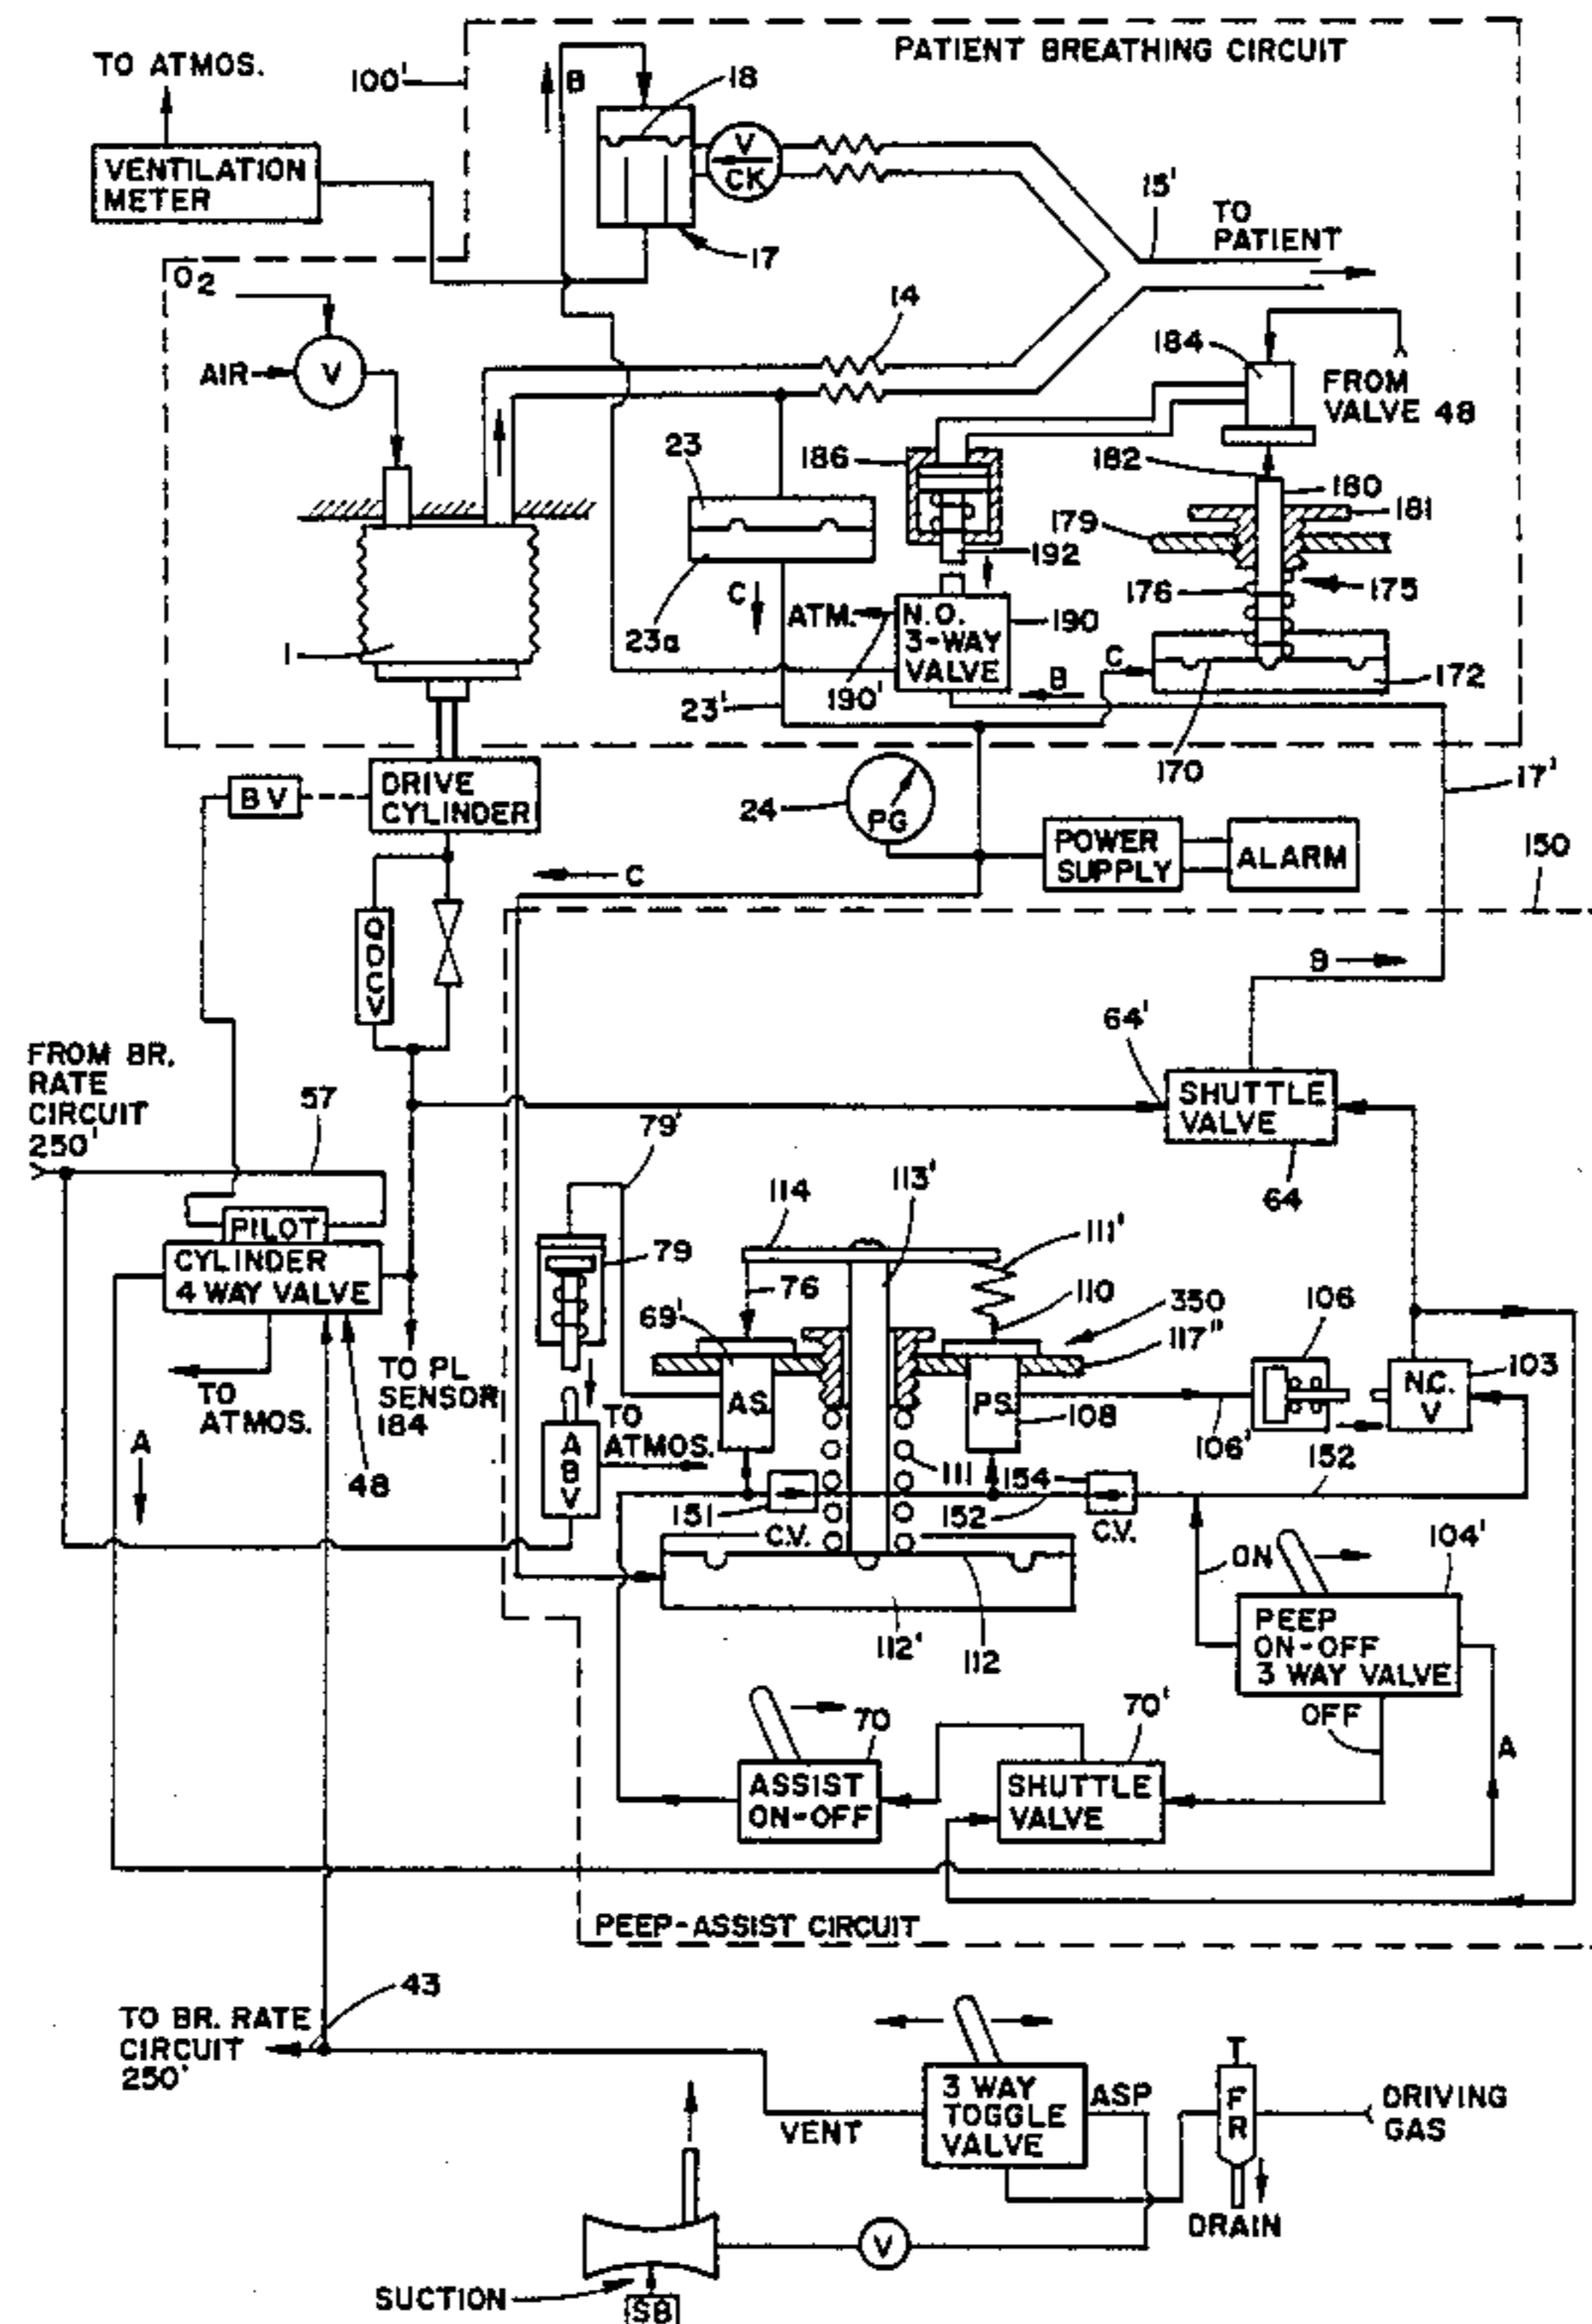 PATIENT BREATHING CIRCUIT
TO ATMOS.
100'
B
18
VENTILATION
METER
V
CK
15'
TO
PATIENT
17
O2
14
184
AIR
V
FROM
VALVE 48
23
186
182
180
181
179
192
176
175
C
ATM.
N.O.
3-WAY
VALVE
190
23a
1
C
172
190'
B
23'
170
17'
BV
DRIVE
CYLINDER
24
PG
POWER
SUPPLY
ALARM
150
C
QDCV
B
64'
FROM BR.
RATE
CIRCUIT
250'
57
79'
SHUTTLE
VALVE
64
113'
114
111'
PILOT
CYLINDER
4 WAY VALVE
79
76
110
350
106
69'
117"
TO PL
SENSOR
184
TO
ATMOS.
AS
PS
108
N.C.
V
103
A
48
TO
ATMOS.
ABV
106'
111
154
152
151
C.V.
152
C.V.
ON
104'
PEEP
ON-OFF
3 WAY VALVE
112'
112
OFF
70
70'
A
ASSIST
ON-OFF
SHUTTLE
VALVE
PEEP-ASSIST CIRCUIT
43
TO BR. RATE
CIRCUIT
250'
3 WAY
TOGGLE
VALVE
ASP
T
FR
DRIVING
GAS
VENT
DRAIN
V
SUCTION
SB